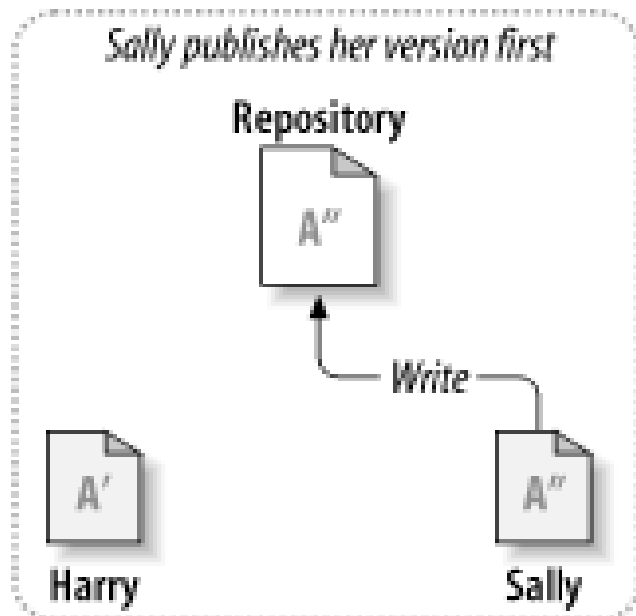 Sally publishes her version first
Repository
A″
Write
A′
A″
Harry
Sally